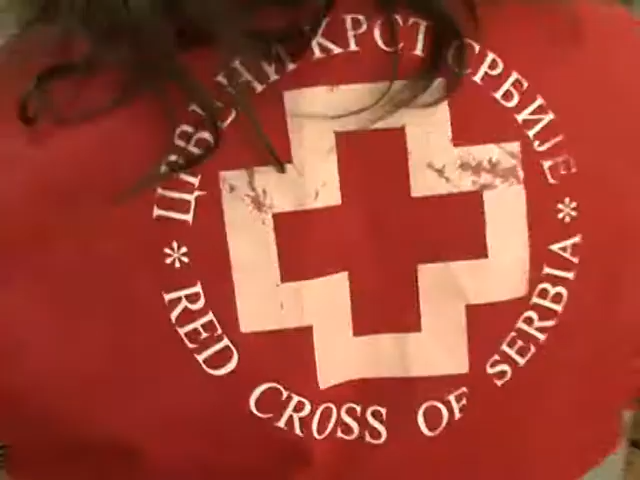 ЦРВЕНИ КРСТ СРБИЈЕ
* RED CROSS OF SERBIA *